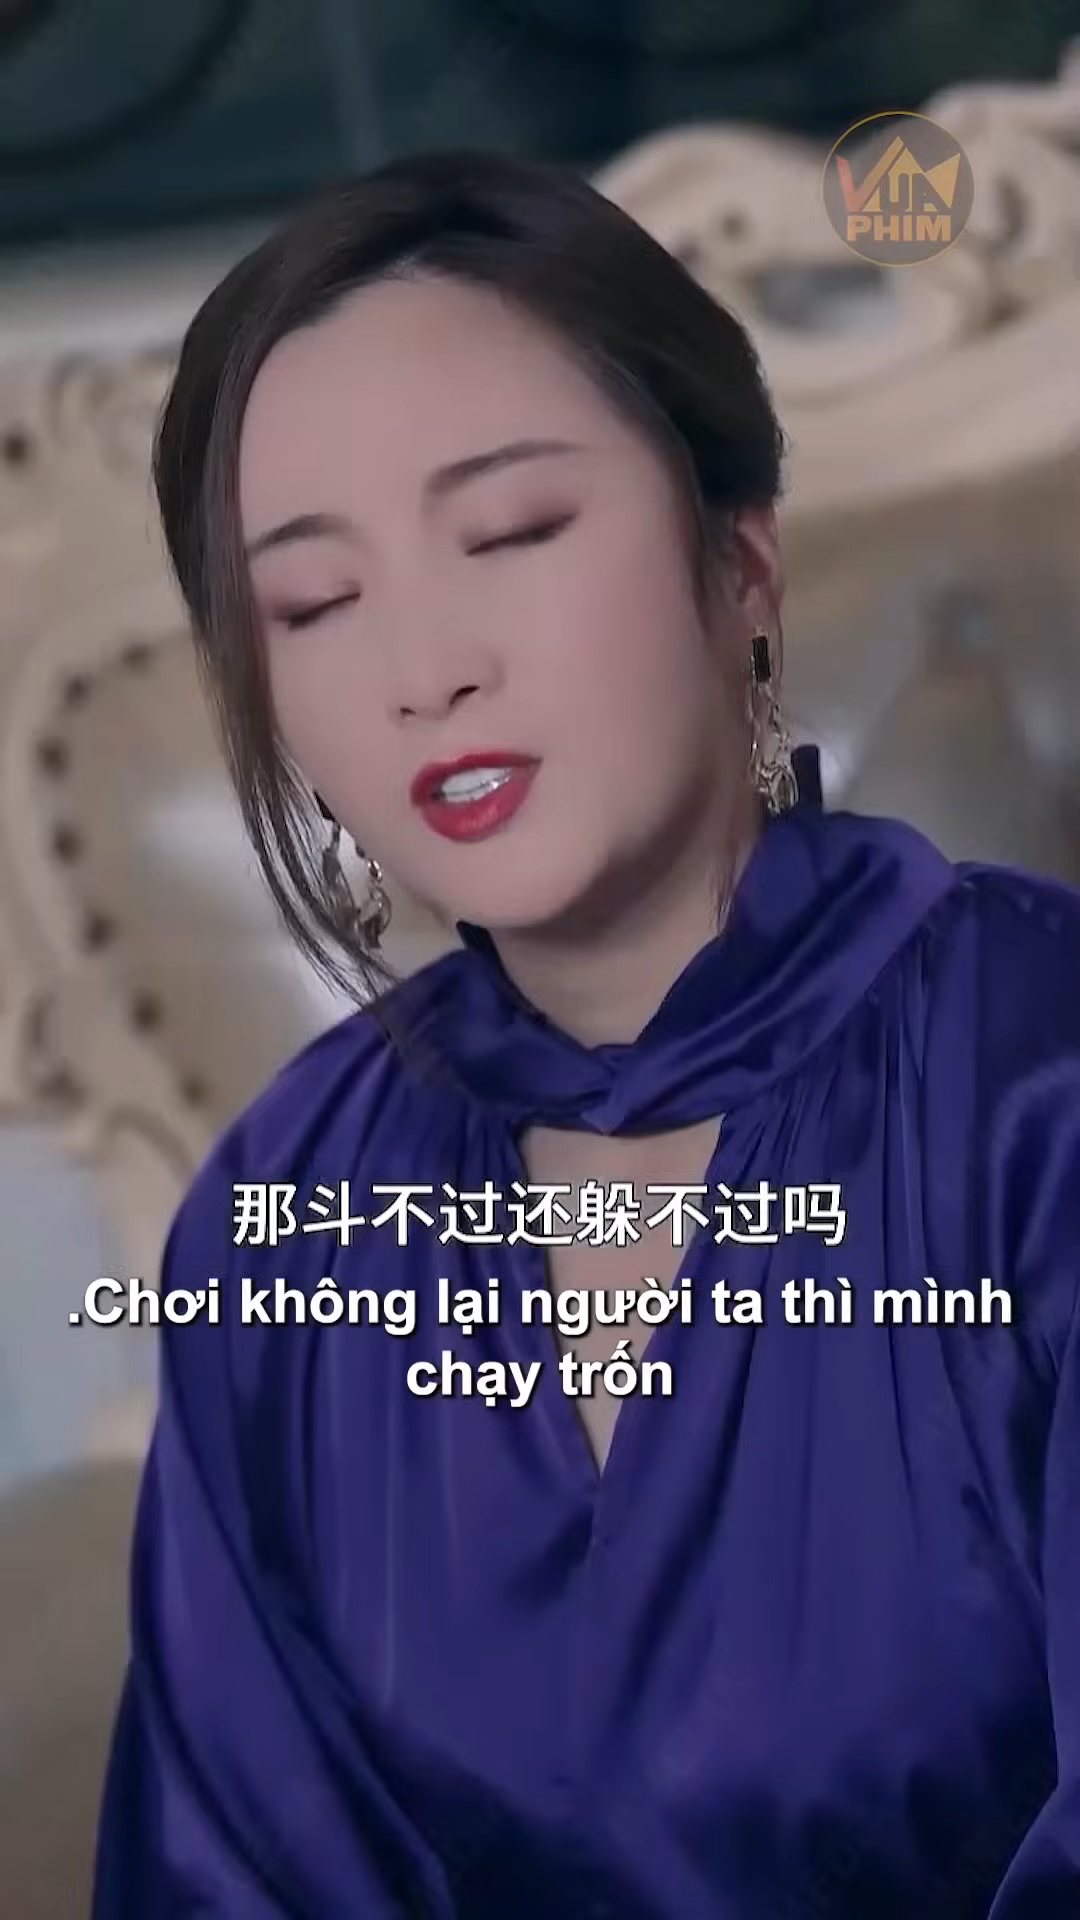 VUA
PHIM
那斗不过还躲不过吗
.Chơi không lại người ta thì mình
chạy trốn